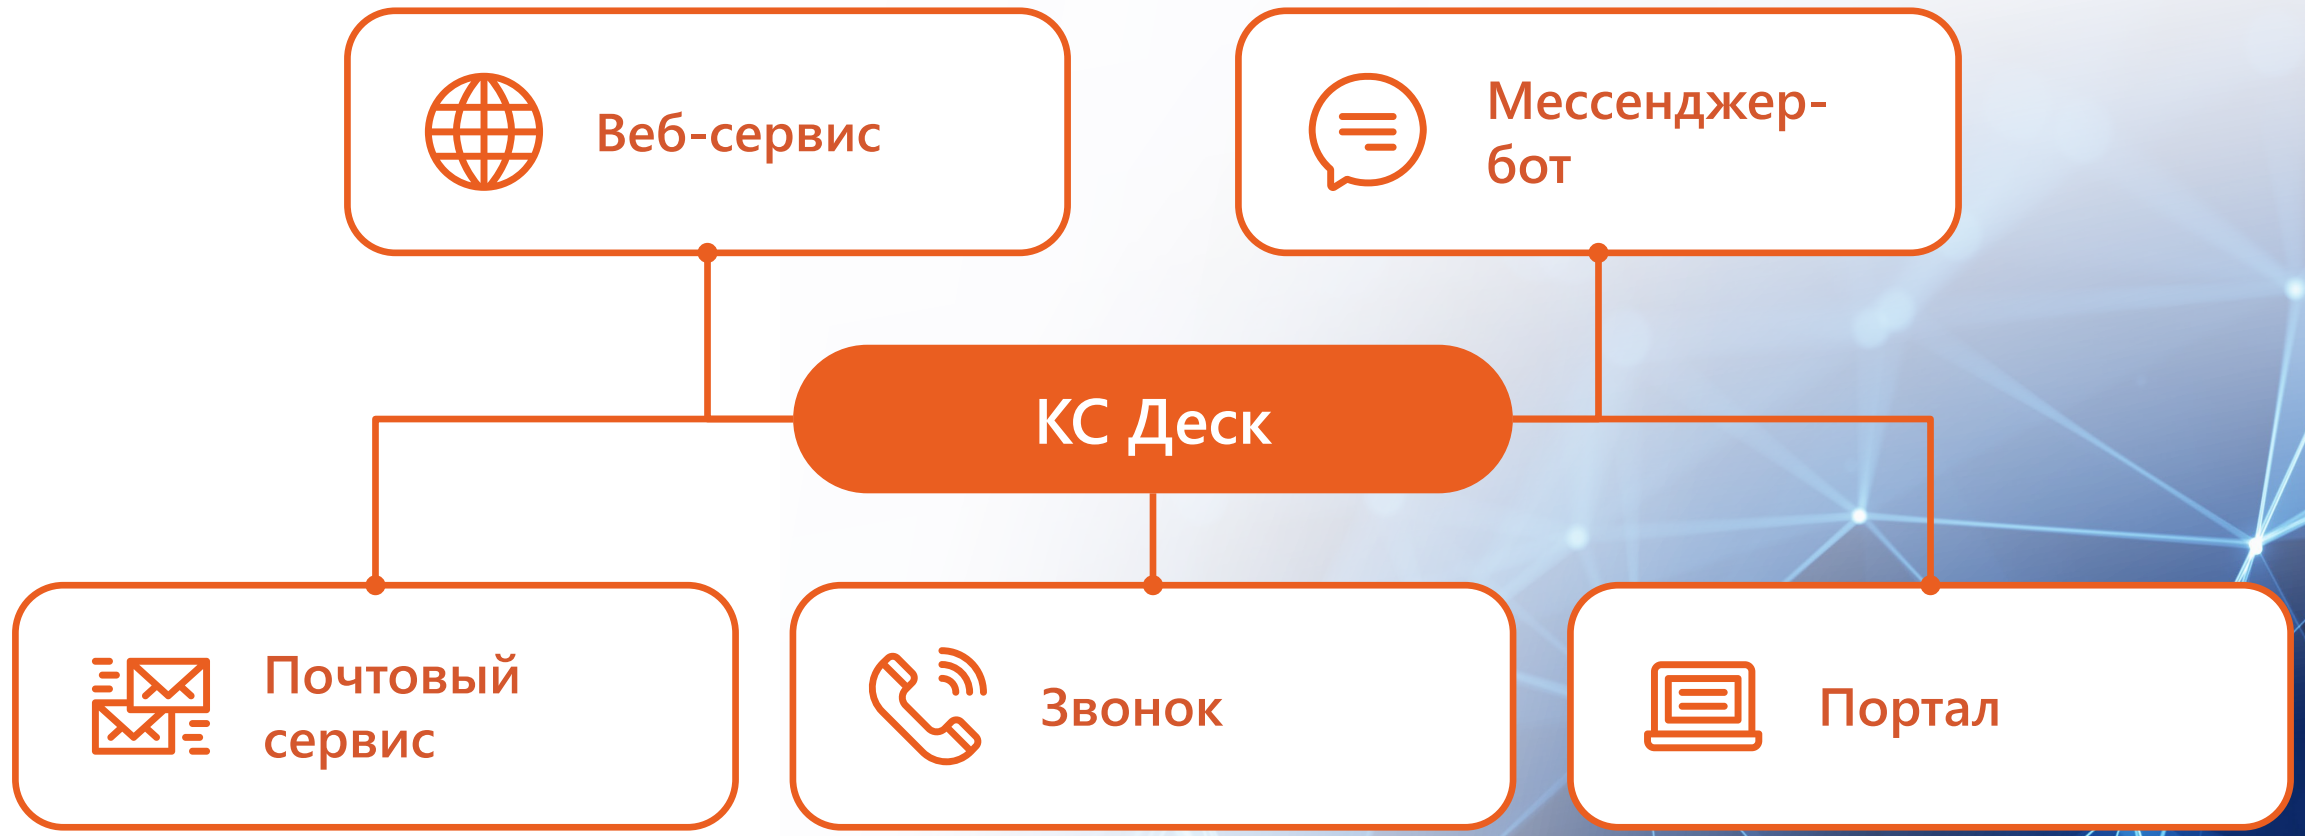 Веб-сервис
Мессенджер-
бот
КС Деск
Почтовый
сервис
Звонок
Портал